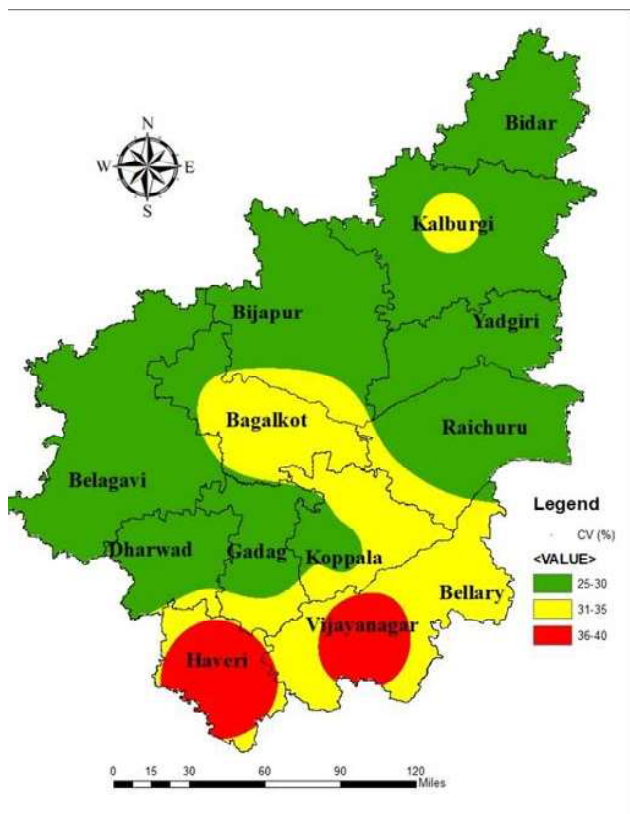 Bidar
N
W E
S
Kalburgi
Bijapur
Yadgiri
Bagalkot
Raichuru
Belagavi
Legend
CV (%)
<VALUE>
25-30
31-35
36-40
Dharwad
Gadag
Koppala
Bellary
Vijayanagar
Haveri
0 15 30 60 90 120
Miles